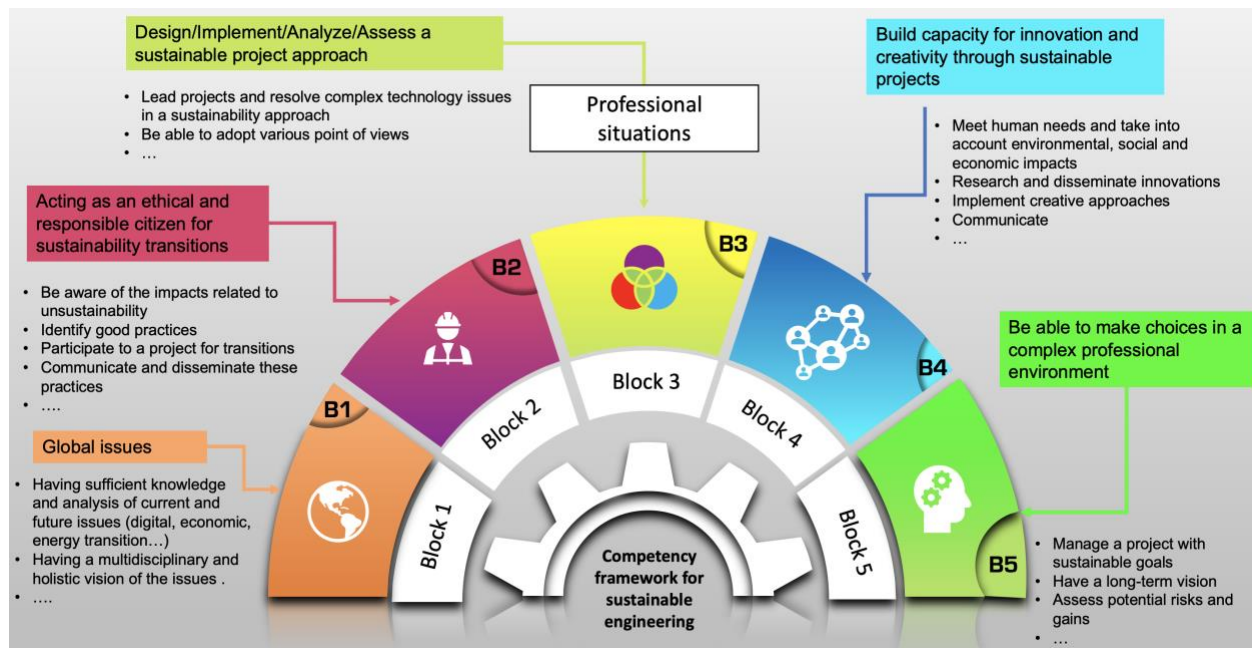 Design/Implement/Analyze/Assess a
sustainable project approach
• Lead projects and resolve complex technology issues
in a sustainability approach
• Be able to adopt various point of views
• …
Professional
situations
Build capacity for innovation and
creativity through sustainable
projects
• Meet human needs and take into
account environmental, social and
economic impacts
• Research and disseminate innovations
• Implement creative approaches
• Communicate
• …
Acting as an ethical and
responsible citizen for
sustainability transitions
• Be aware of the impacts related to
unsustainability
• Identify good practices
• Participate to a project for transitions
• Communicate and disseminate these
practices
• ….
Global issues
• Having sufficient knowledge
and analysis of current and
future issues (digital, economic,
energy transition…)
• Having a multidisciplinary and
holistic vision of the issues .
• ….
B1
B2
B3
B4
B5
Block 1
Block 2
Block 3
Block 4
Block 5
Competency
framework for
sustainable
engineering
Be able to make choices in a
complex professional
environment
• Manage a project with
sustainable goals
• Have a long-term vision
• Assess potential risks and
gains
• …